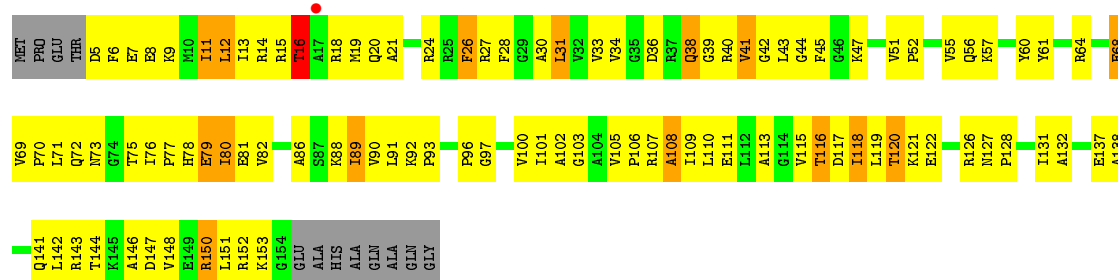 MET PRO GLU THR D5 F6 E7 E8 K9 M10 I11 L12 I13 R14 R15 T16 A17 R18 M19 Q20 A21 R24 R25 F26 R27 F28 G29 A30 L31 V32 V33 V34 G35 D36 R37 Q38 G39 R40 V41 G42 L43 G44 F45 G46 K47 V51 P52 V55 Q56 K57 Y60 Y61 R64
V69 P70 L71 Q72 N73 G74 T75 I76 P77 H78 E79 I80 E81 V82 A86 S87 K88 I89 V90 L91 K92 P93 P96 G97 V100 I101 A102 G103 A104 V105 P106 R107 A108 I109 L110 E111 L112 A113 G114 V115 T116 D117 I118 L119 T120 K121 E122 R126 N127 P128 I131 A132 E137
Q141 L142 R143 T144 K145 A146 D147 V148 E149 R150 L151 R152 K153 G154 GLU ALA HIS ALA GLN ALA GLN GLY